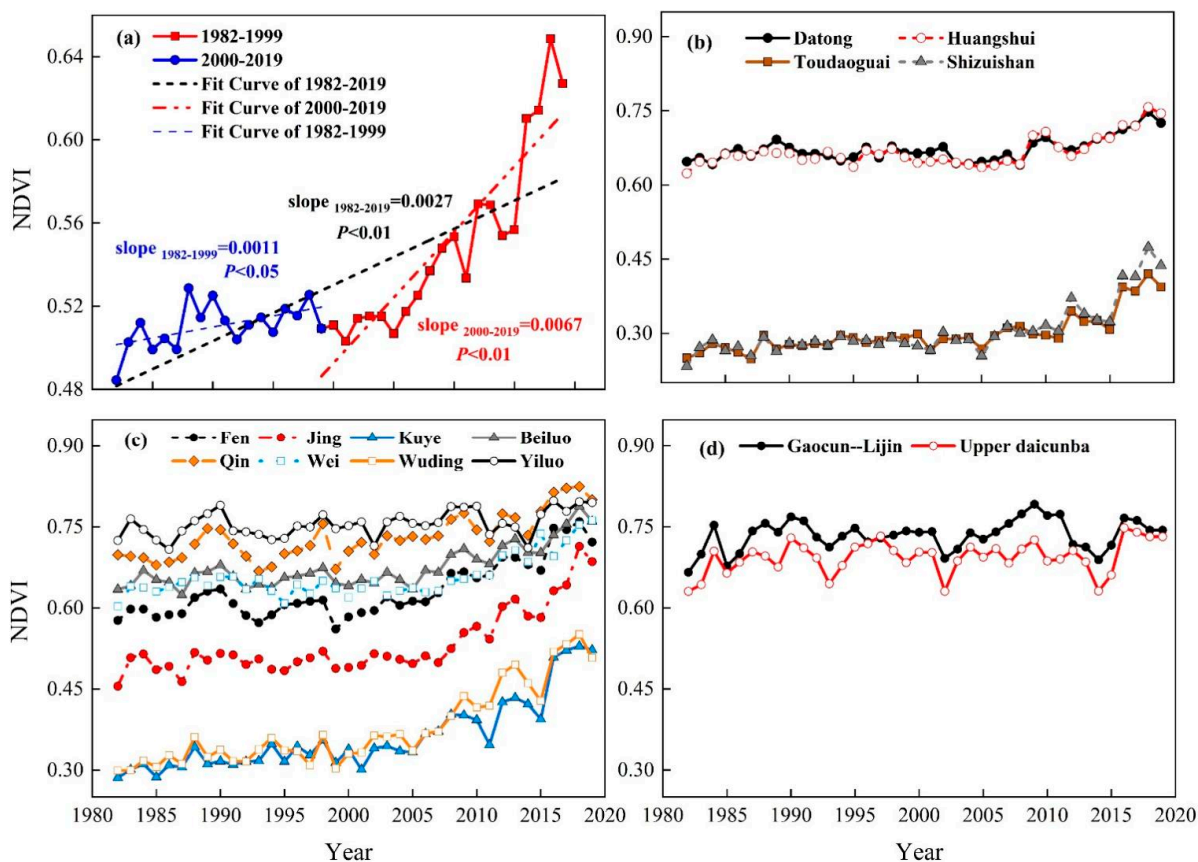 (a)
1982-1999
2000-2019
Fit Curve of 1982-2019
Fit Curve of 2000-2019
Fit Curve of 1982-1999
slope 1982-2019=0.0027
P<0.01
slope 1982-1999=0.0011
P<0.05
slope 2000-2019=0.0067
P<0.01
NDVI
0.64
0.60
0.56
0.52
0.48
(b)
Datong Huangshui
Toudaoguai Shizuishan
0.90
0.75
0.60
0.45
0.30
(c)
Fen Jing Kuye Beiluo
Qin Wei Wuding Yiluo
NDVI
0.90
0.75
0.60
0.45
0.30
1980 1985 1990 1995 2000 2005 2010 2015 2020
Year
(d)
Gaocun--Lijin Upper daicunba
0.90
0.75
0.60
0.45
0.30
1980 1985 1990 1995 2000 2005 2010 2015 2020
Year